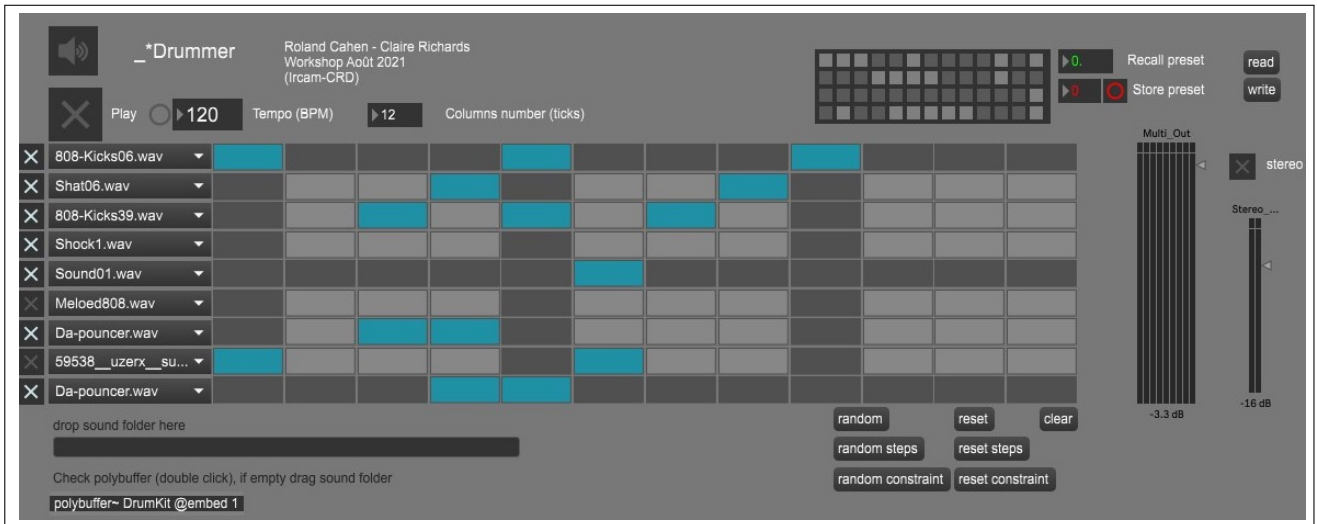 _*Drummer
Roland Cahen - Claire Richards
Workshop Août 2021
(Ircam-CRD)
0.
Recall preset
read
0
Store preset
write
Play
120
Tempo (BPM)
12
Columns number (ticks)
Multi_Out
stereo
808-Kicks06.wav
Shat06.wav
808-Kicks39.wav
Stereo_...
Shock1.wav
Sound01.wav
Meloed808.wav
Da-pouncer.wav
59538__uzerx__su...
Da-pouncer.wav
-3.3 dB
-16 dB
drop sound folder here
random
reset
clear
random steps
reset steps
Check polybuffer (double click), if empty drag sound folder
random constraint
reset constraint
polybuffer~ DrumKit @embed 1